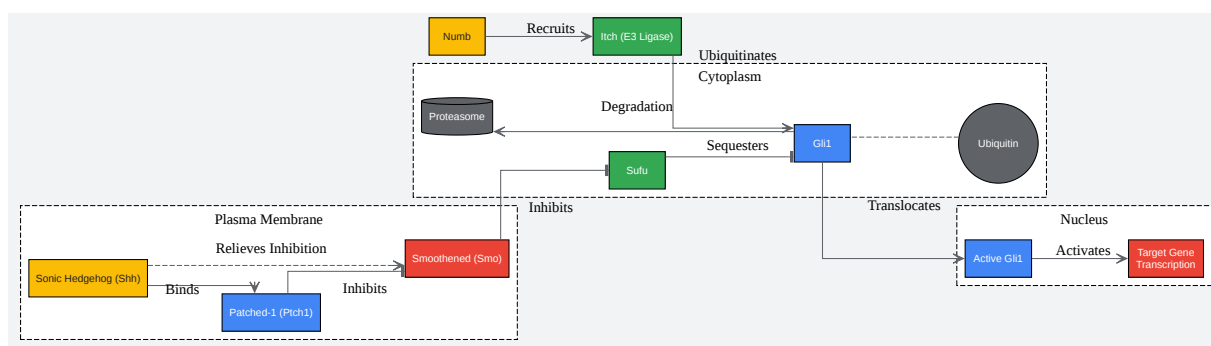 Numb
Recruits
Itch (E3 Ligase)
Ubiquitinates
Cytoplasm
Degradation
Proteasome
Gli1
Ubiquitin
Sequesters
Sufu
Inhibits
Translocates
Plasma Membrane
Nucleus
Relieves Inhibition
Smoothened (Smo)
Active Gli1
Activates
Target Gene
Transcription
Sonic Hedgehog (Shh)
Binds
Inhibits
Patched-1 (Ptch1)